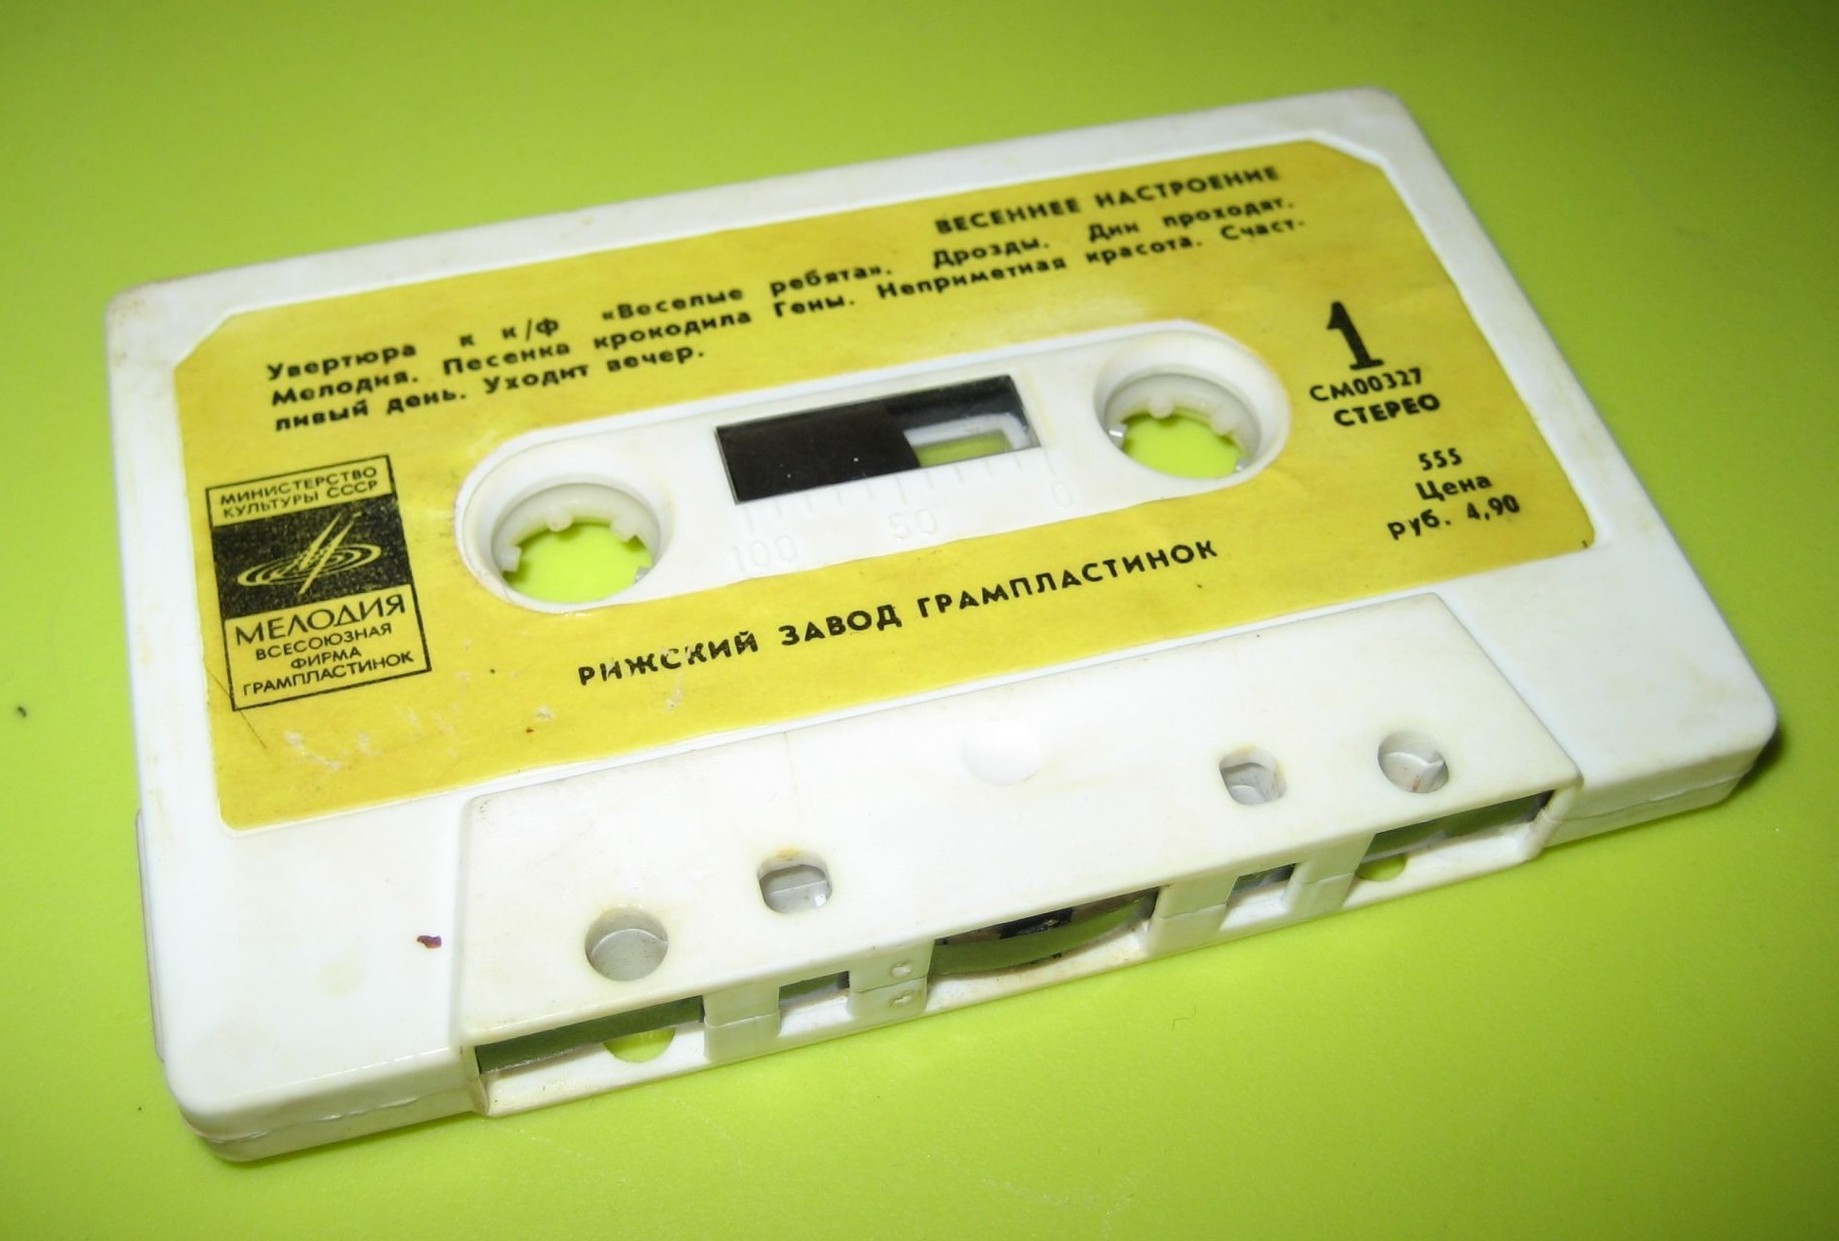 ВЕСЕННЕЕ НАСТРОЕНИЕ
Увертюра к к/ф «Веселые ребята». Дрозды. Дни проходят.
Мелодия. Песенка крокодила Гены. Неприметная красота. Счаст-
ливый день. Уходит вечер.
1
СМ00327
СТЕРЕО
555
Цена
руб. 4,90
МИНИСТЕРСТВО
КУЛЬТУРЫ СССР
МЕЛОДИЯ
ВСЕСОЮЗНАЯ
ФИРМА
ГРАМПЛАСТИНОК
100 50 0
РИЖСКИЙ ЗАВОД ГРАМПЛАСТИНОК